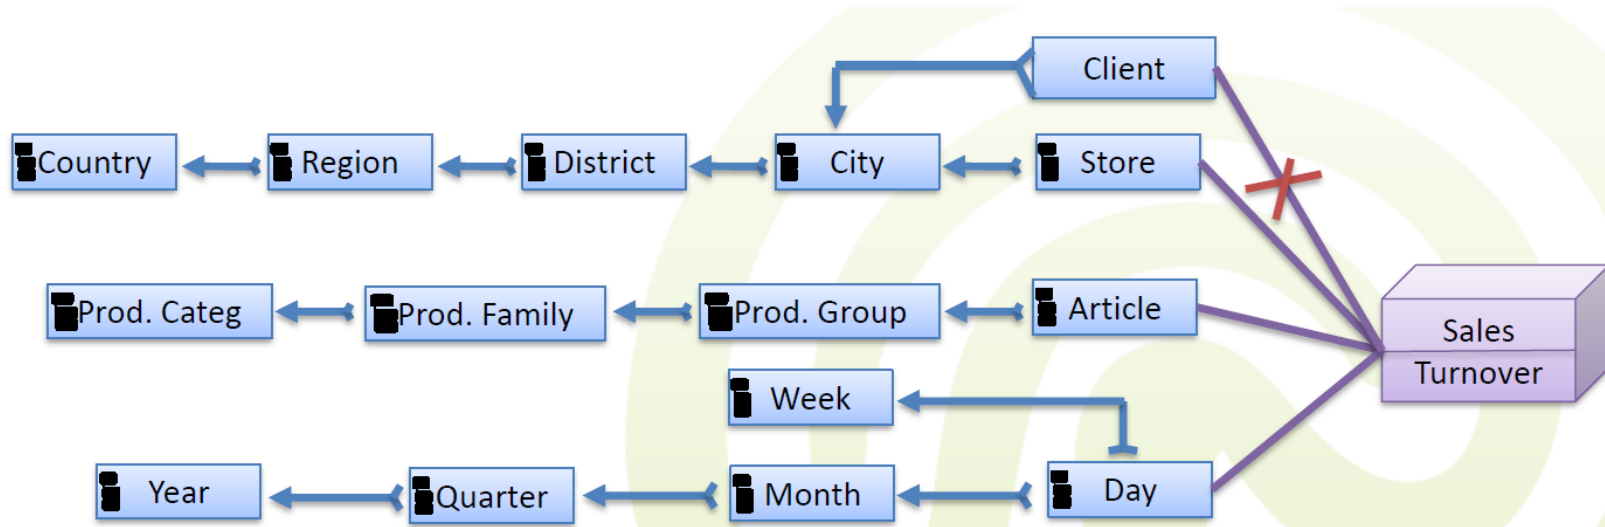 Client
Country
Region
District
City
Store
Prod. Categ
Prod. Family
Prod. Group
Article
Sales
Turnover
Week
Year
Quarter
Month
Day